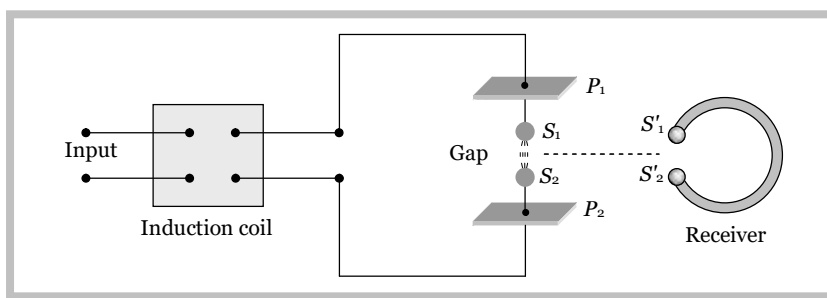 P₁
S₁
S'₁
Input
Gap
S₂
S'₂
P₂
Induction coil
Receiver